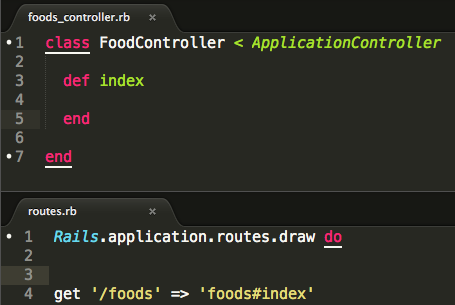 foods_controller.rb ×
1 class FoodController < ApplicationController
2
3 def index
4
5 end
6
7 end
routes.rb ×
1 Rails.application.routes.draw do
2
3
4 get '/foods' => 'foods#index'